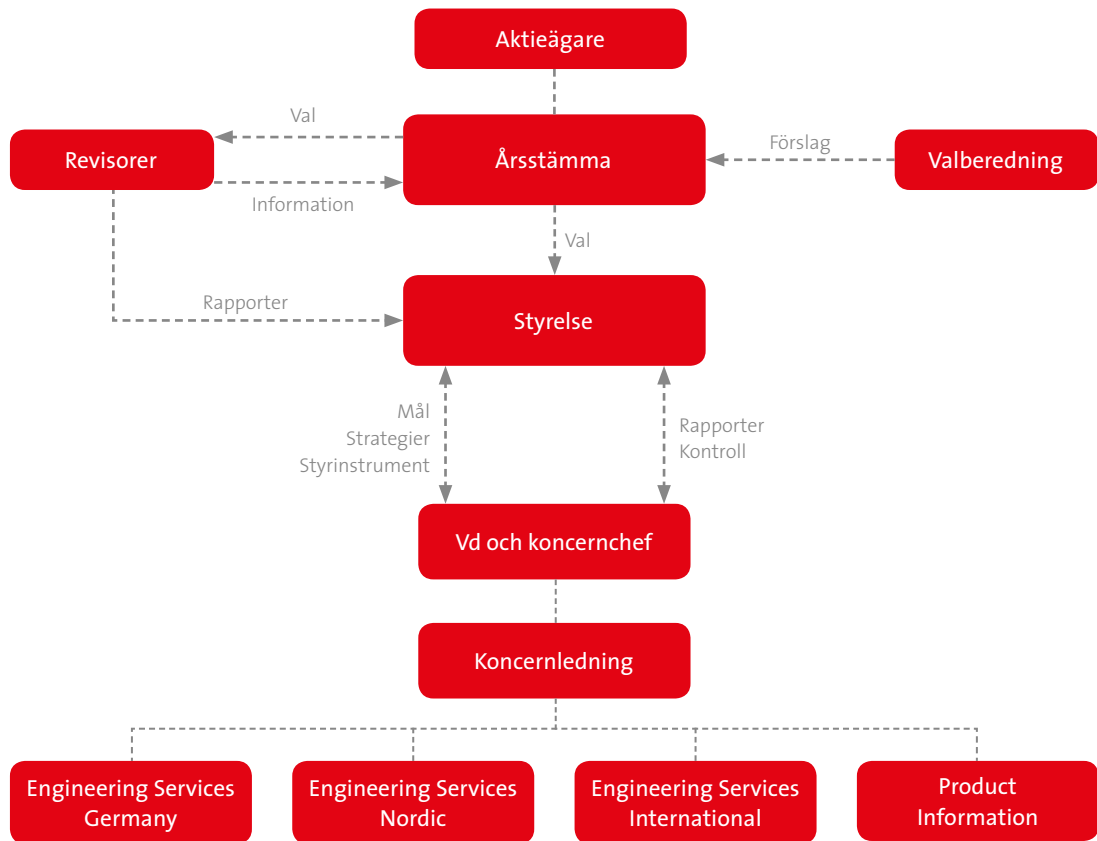 Aktieägare
Val
Revisorer
Årsstämma
Förslag
Valberedning
Information
Val
Rapporter
Styrelse
Mål
Strategier
Styrinstrument
Rapporter
Kontroll
Vd och koncernchef
Koncernledning
Engineering Services
Germany
Engineering Services
Nordic
Engineering Services
International
Product
Information